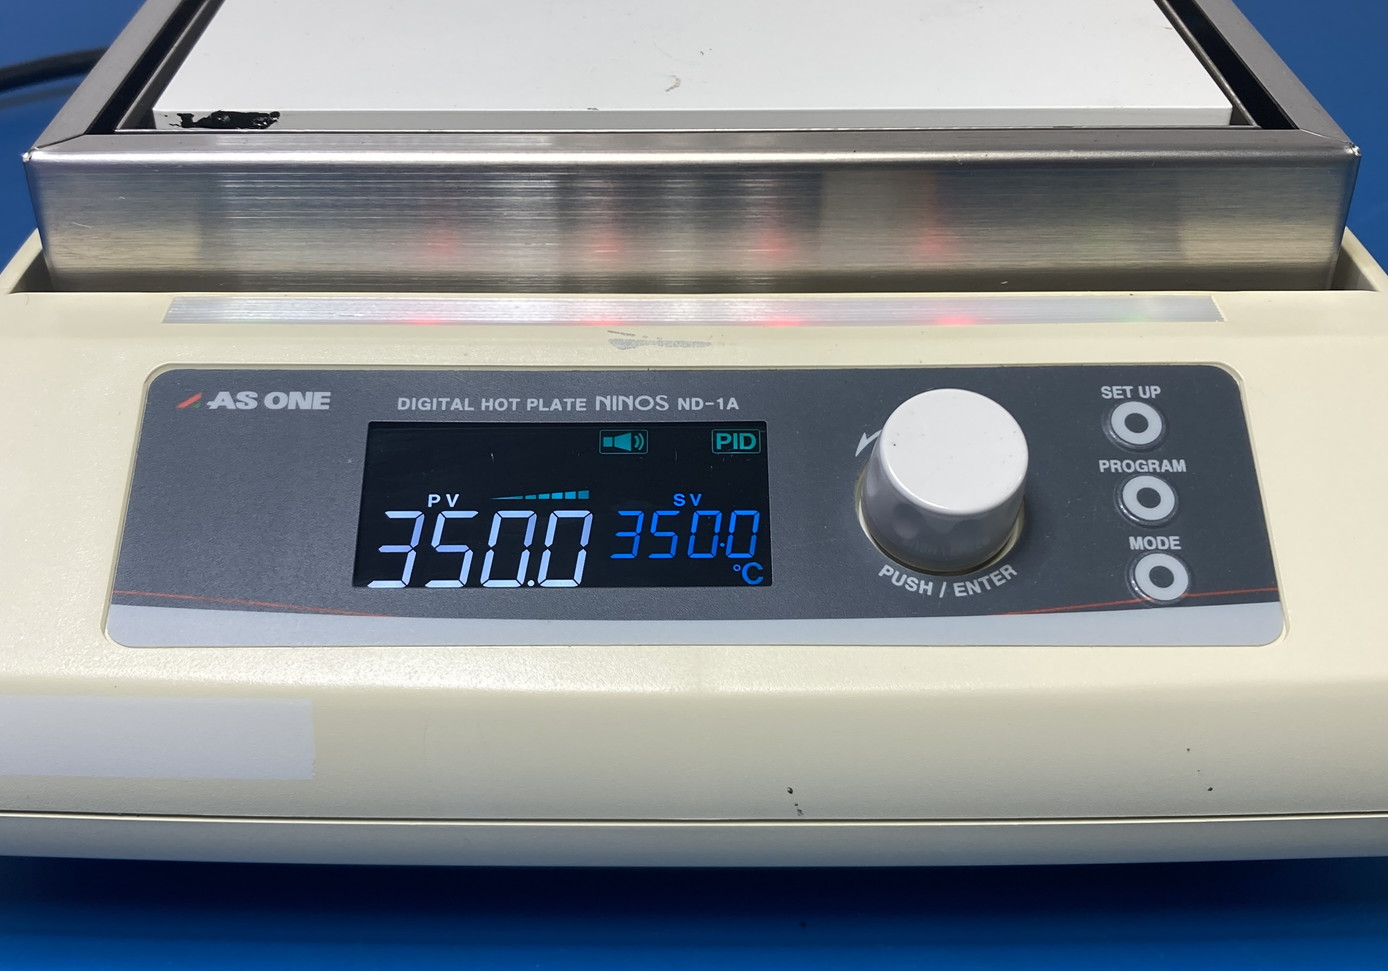 AS ONE
DIGITAL HOT PLATE NINOS ND-1A
PID
PV
350.0
SV
350.0
°C
PUSH / ENTER
SET UP
PROGRAM
MODE